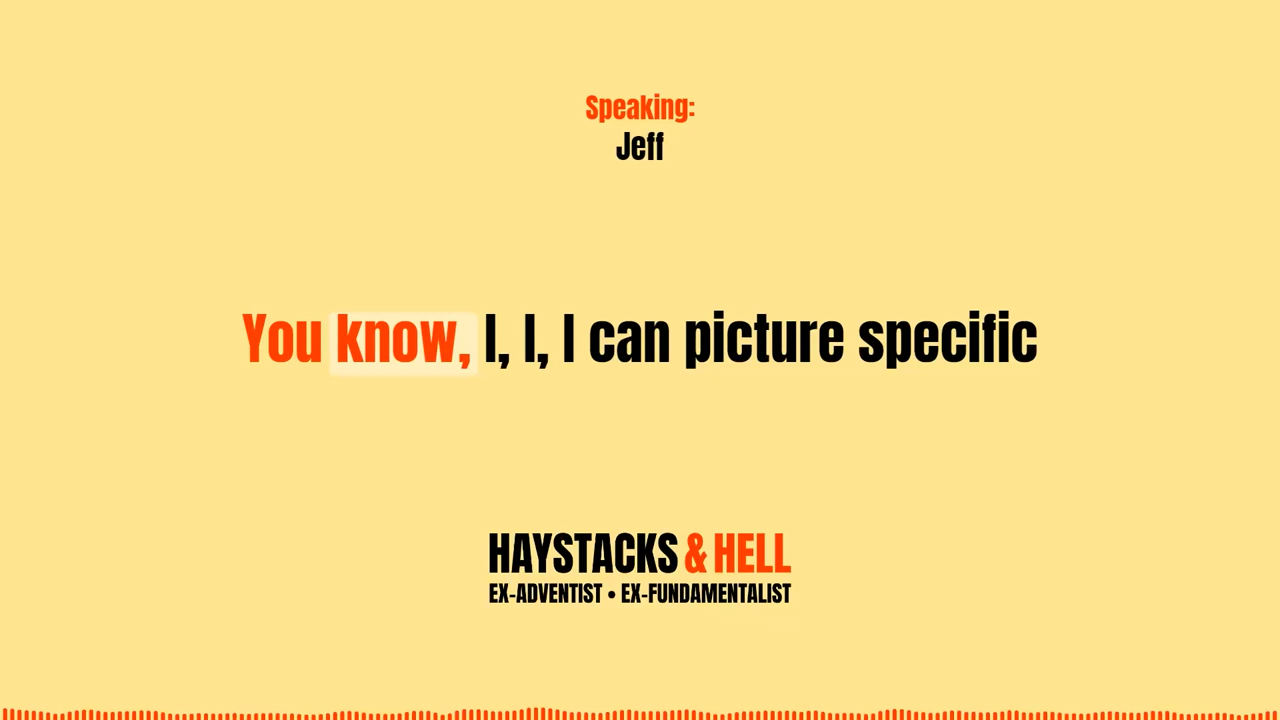 Speaking:
Jeff
You know, I, I, I can picture specific
HAYSTACKS & HELL
EX-ADVENTIST • EX-FUNDAMENTALIST